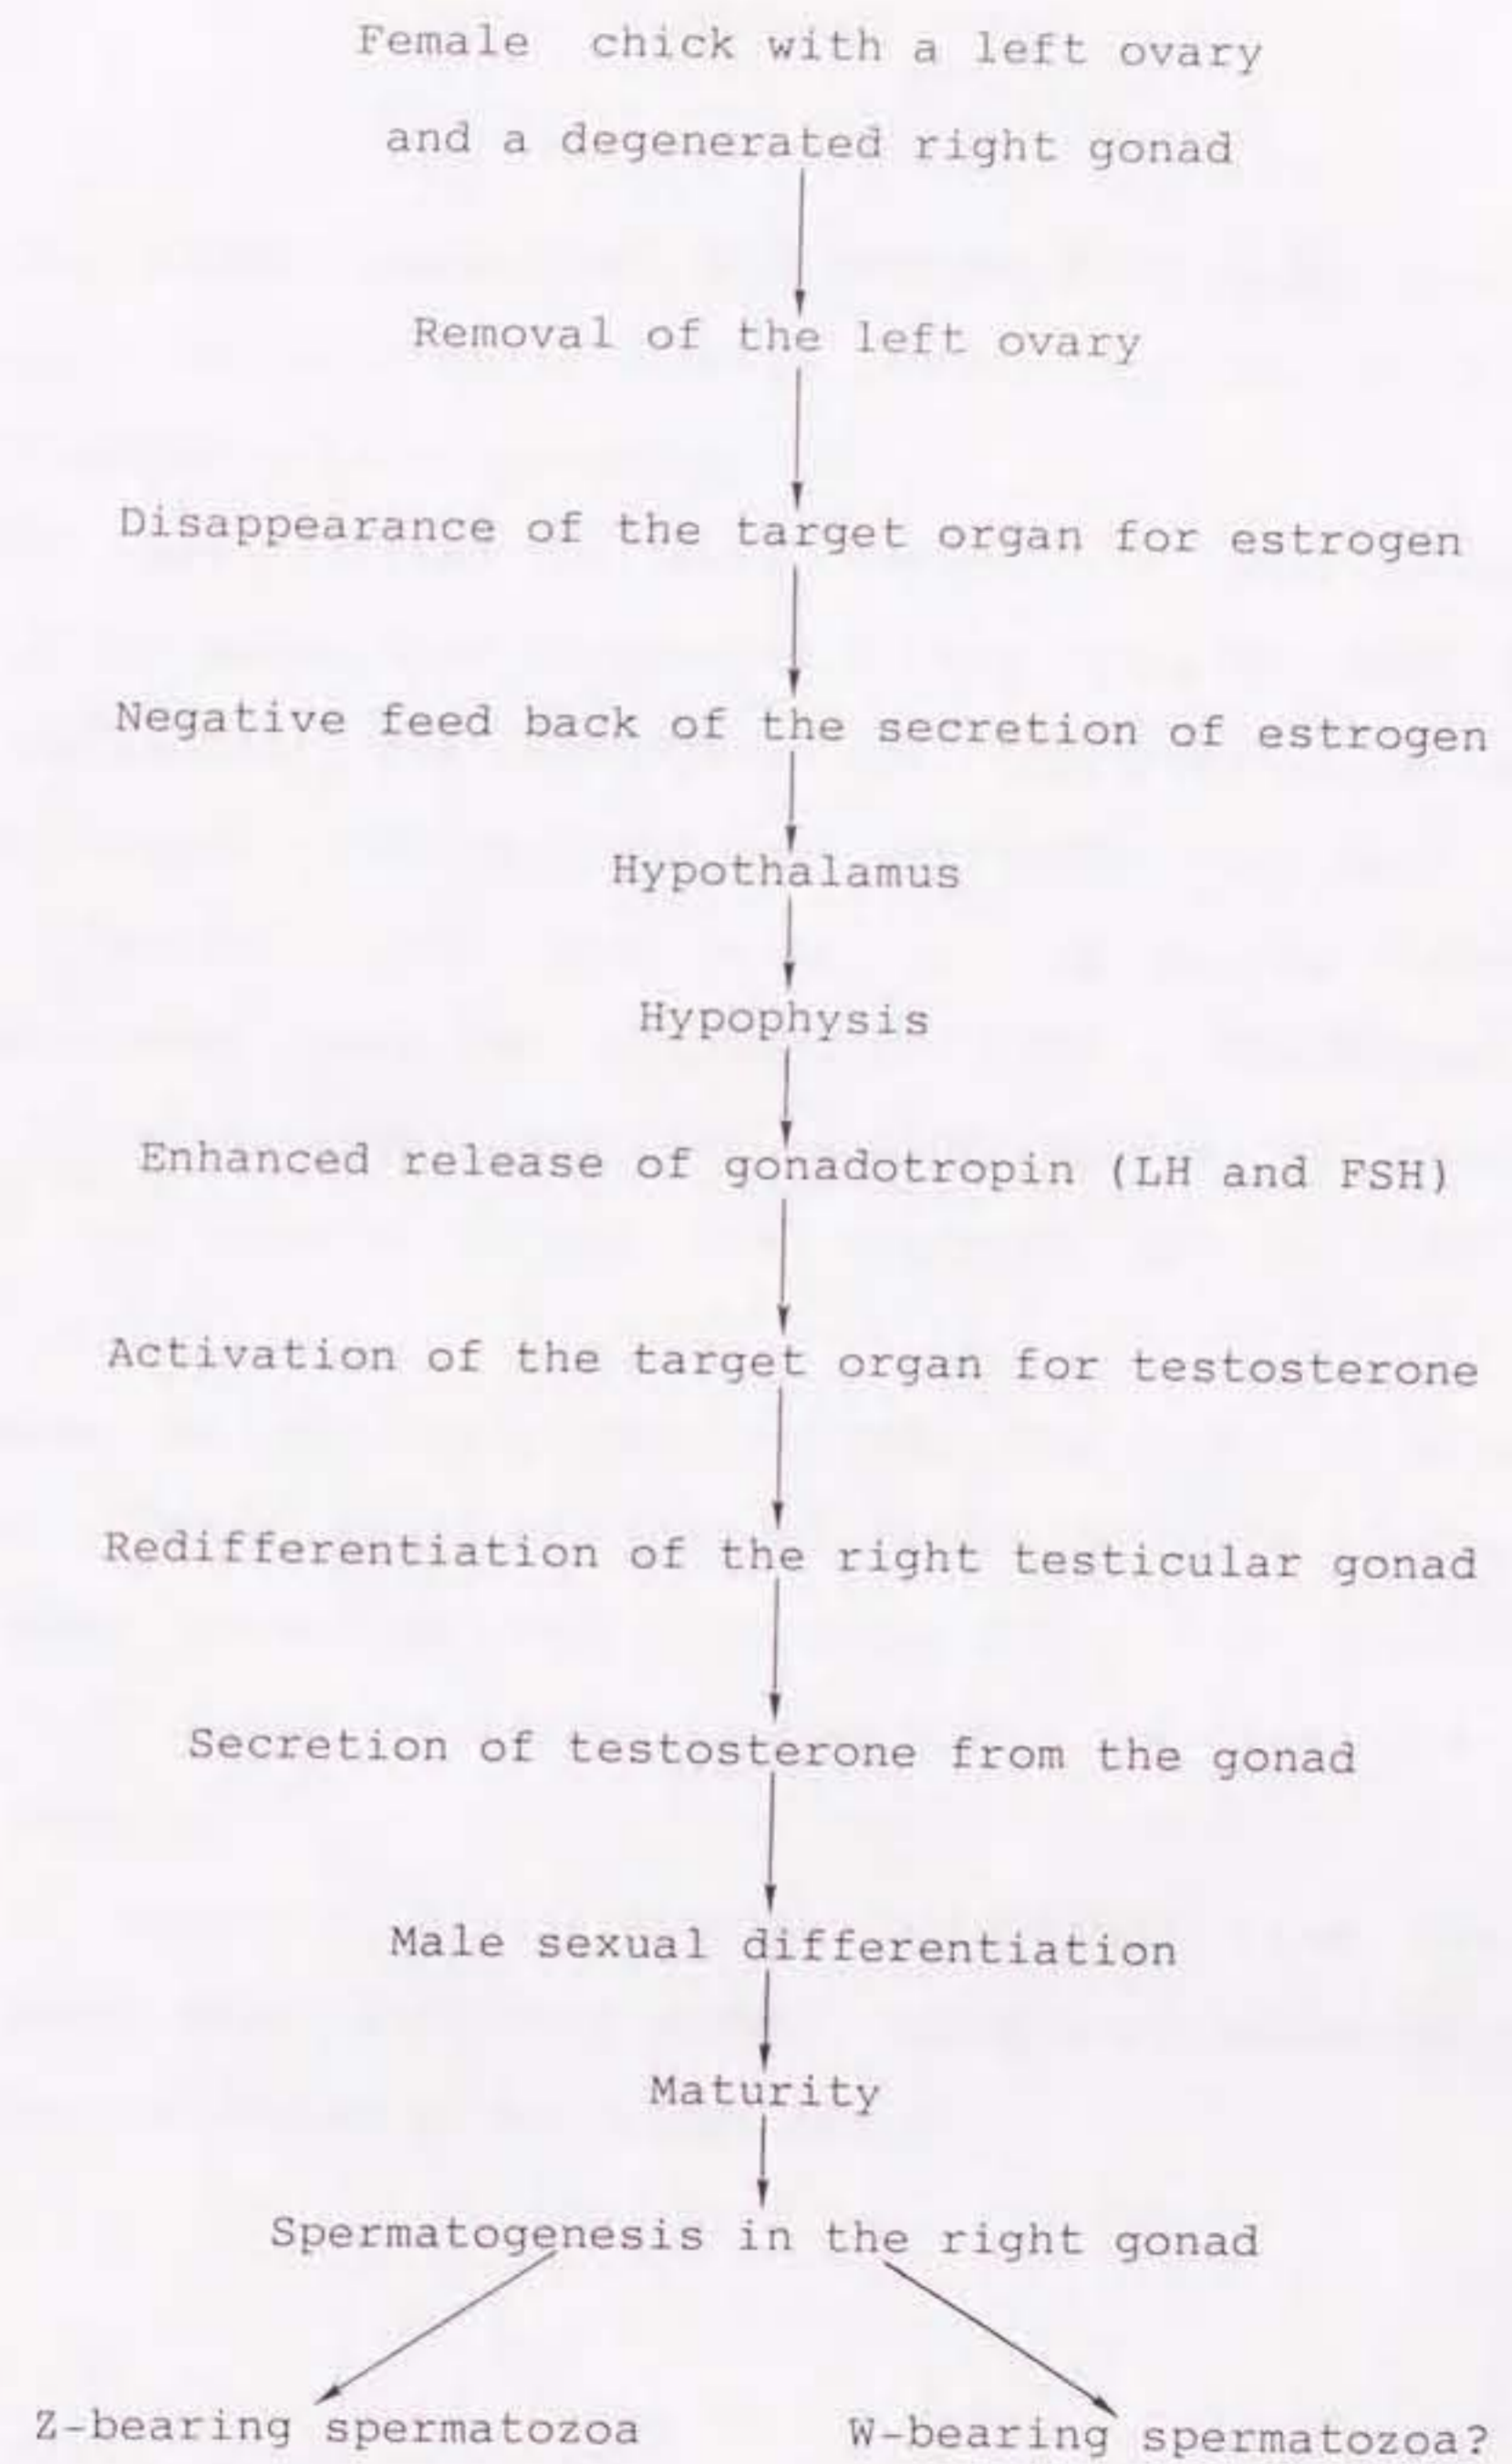 Female chick with a left ovary
and a degenerated right gonad
Removal of the left ovary
Disappearance of the target organ for estrogen
Negative feed back of the secretion of estrogen
Hypothalamus
Hypophysis
Enhanced release of gonadotropin (LH and FSH)
Activation of the target organ for testosterone
Redifferentiation of the right testicular gonad
Secretion of testosterone from the gonad
Male sexual differentiation
Maturity
Spermatogenesis in the right gonad
Z-bearing spermatozoa
W-bearing spermatozoa?